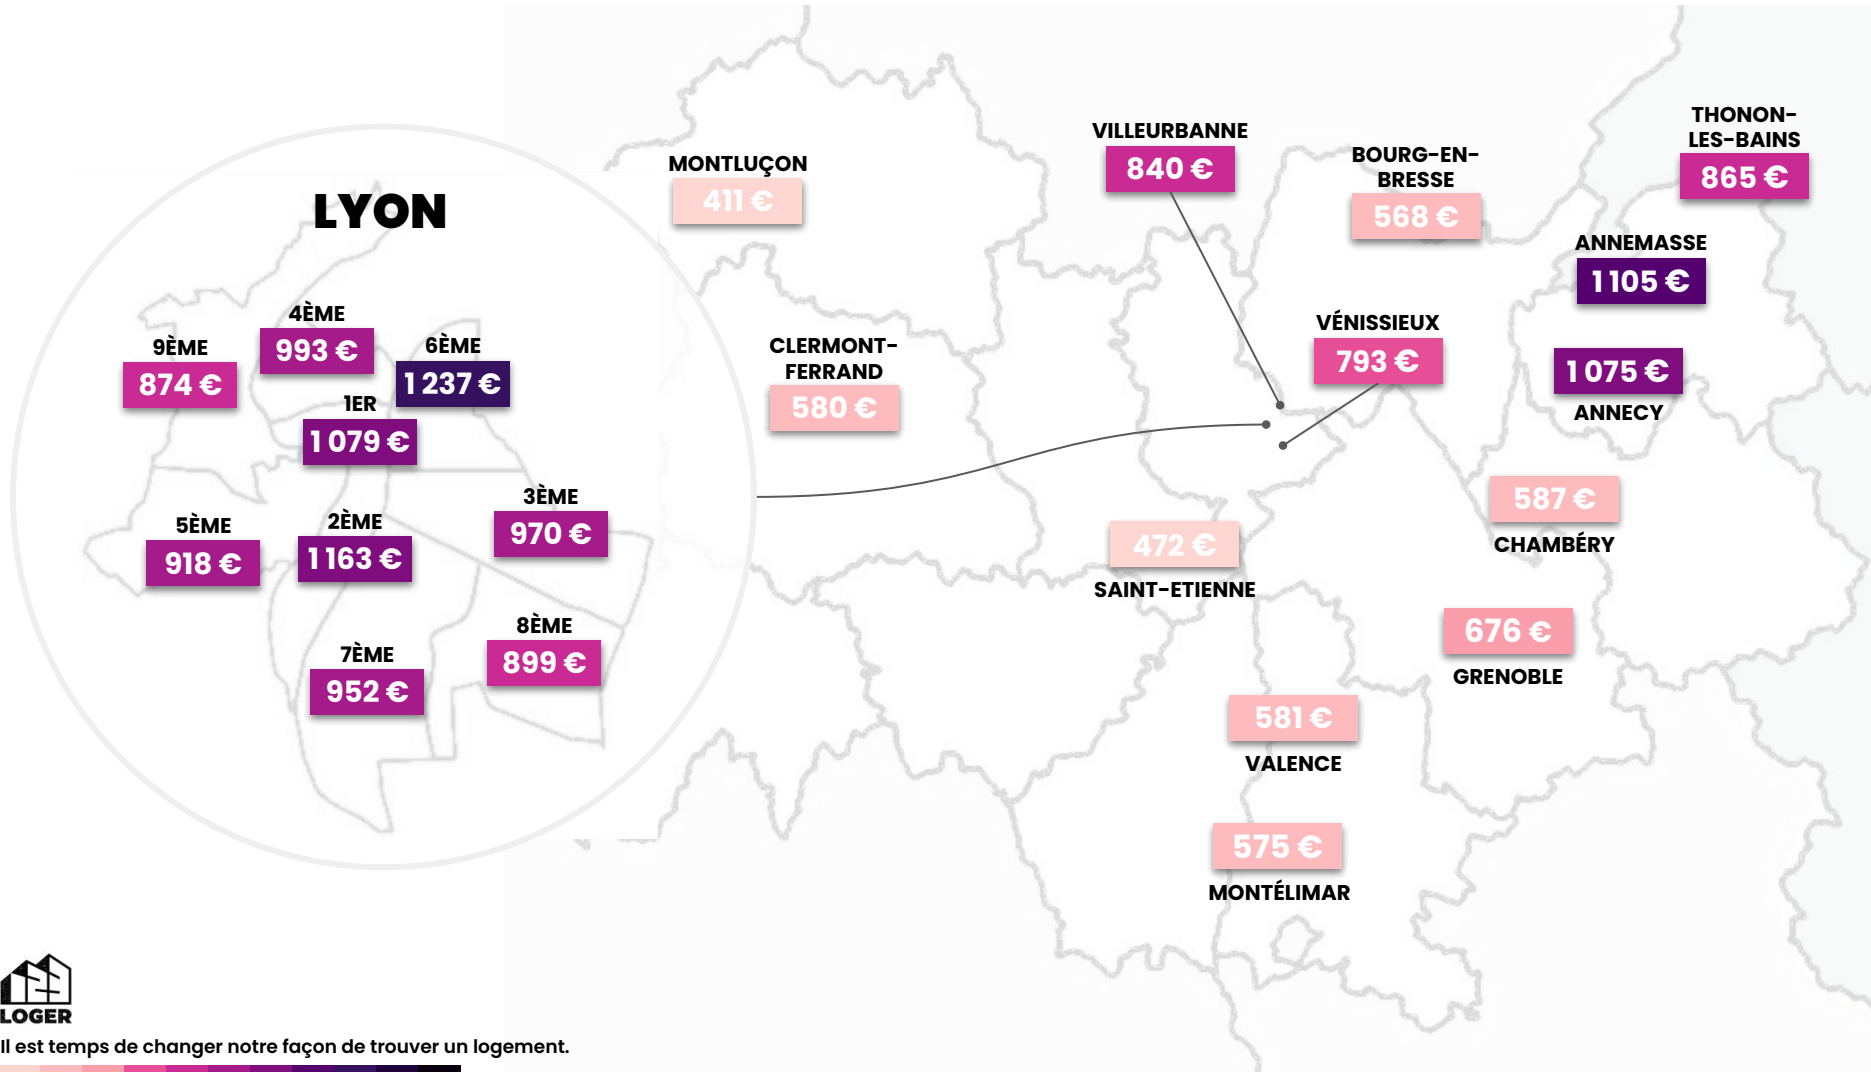 LYON
4ÈME
993 €
9ÈME
874 €
6ÈME
1 237 €
1ER
1 079 €
3ÈME
970 €
5ÈME
918 €
2ÈME
1 163 €
8ÈME
899 €
7ÈME
952 €
MONTLUÇON
411 €
CLERMONT-
FERRAND
580 €
VILLEURBANNE
840 €
BOURG-EN-
BRESSE
568 €
THONON-
LES-BAINS
865 €
ANNEMASSE
1 105 €
VÉNISSIEUX
793 €
1 075 €
ANNECY
587 €
CHAMBÉRY
472 €
SAINT-ETIENNE
676 €
GRENOBLE
581 €
VALENCE
575 €
MONTÉLIMAR
123
LOGER
Il est temps de changer notre façon de trouver un logement.